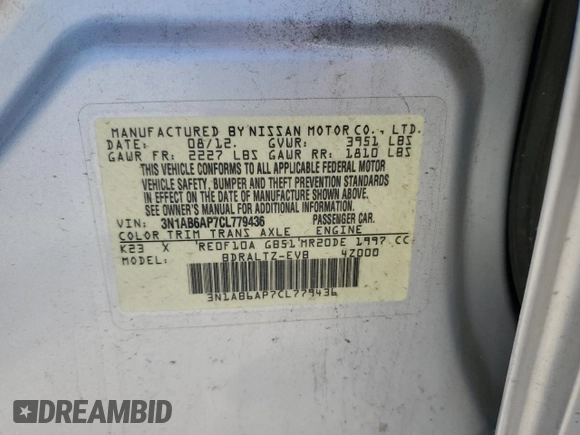 MANUFACTURED BY NISSAN MOTOR CO., LTD.
DATE: 08/12. GVWR: 3951 LBS
GAWR FR: 2227 LBS GAWR RR: 1810 LBS
THIS VEHICLE CONFORMS TO ALL APPLICABLE FEDERAL MOTOR
VEHICLE SAFETY, BUMPER AND THEFT PREVENTION STANDARDS
IN EFFECT ON THE DATE OF MANUFACTURE SHOWN ABOVE.
SEE OWNER'S MANUAL FOR ADDITIONAL INFORMATION.
VIN: 3N1AB6AP7CL779436 PASSENGER CAR.
COLOR TRIM TRANS AXLE ENGINE
K23 X RE0F10A GB51 MR20DE 1997 CC
MODEL: BDRALTZ-EVB 4Z000
3N1AB6AP7CL779436
DREAMBID